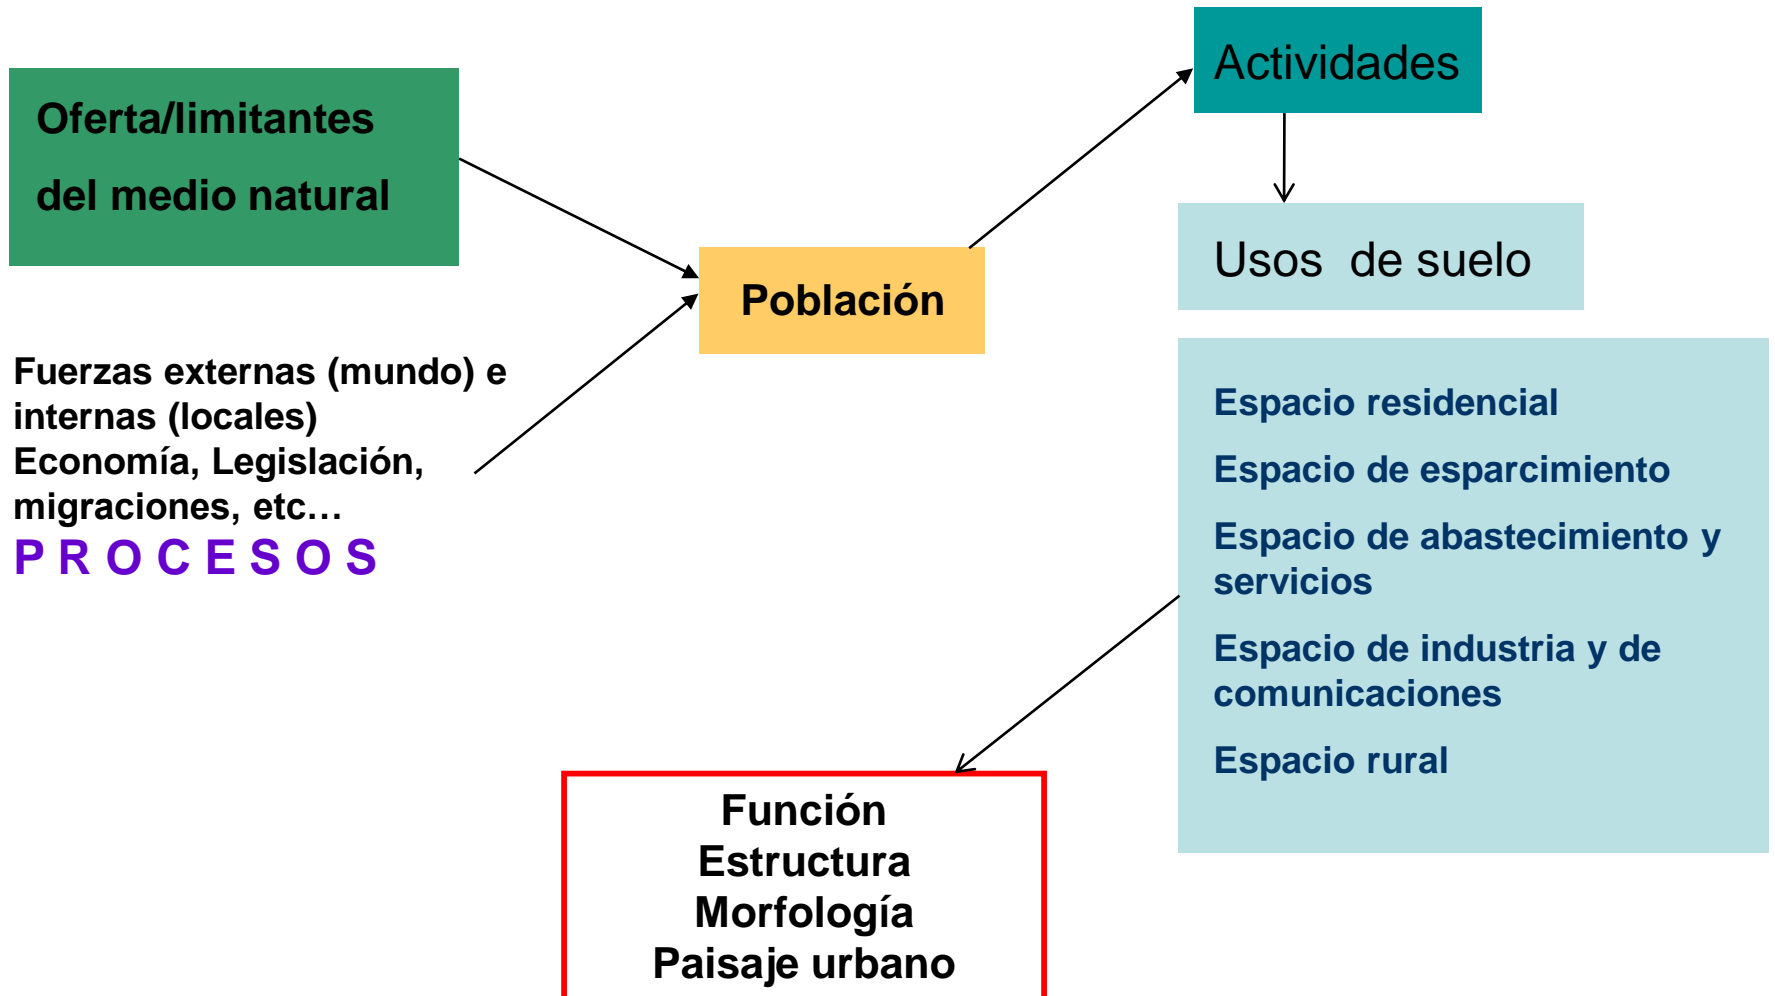 Oferta/limitantes
del medio natural
Fuerzas externas (mundo) e
internas (locales)
Economía, Legislación,
migraciones, etc…
P R O C E S O S
Población
Actividades
Usos  de suelo
Espacio residencial
Espacio de esparcimiento
Espacio de abastecimiento y
servicios
Espacio de industria y de
comunicaciones
Espacio rural
Función
Estructura
Morfología
Paisaje urbano